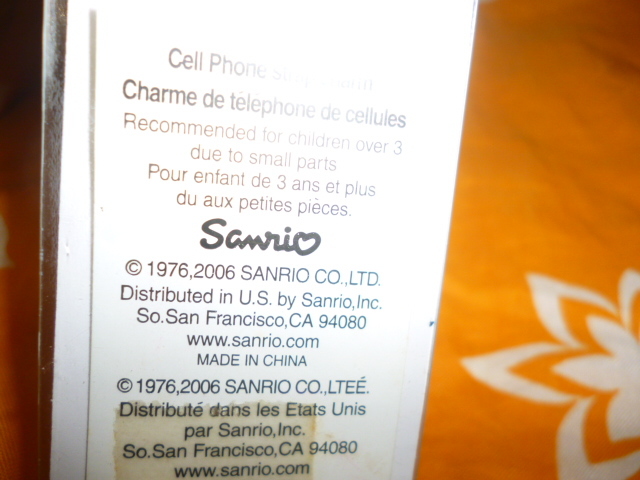 Cell Phone
Charme de téléphone de cellules
Recommended for children over 3
due to small parts
Pour enfant de 3 ans et plus
du aux petites pièces.
Sanrio
© 1976,2006 SANRIO CO.,LTD.
Distributed in U.S. by Sanrio,Inc.
So.San Francisco,CA 94080
www.sanrio.com
MADE IN CHINA
© 1976,2006 SANRIO CO.,LTEÉ.
Distribué dans les Etats Unis
par Sanrio,Inc.
So.San Francisco,CA 94080
www.sanrio.com